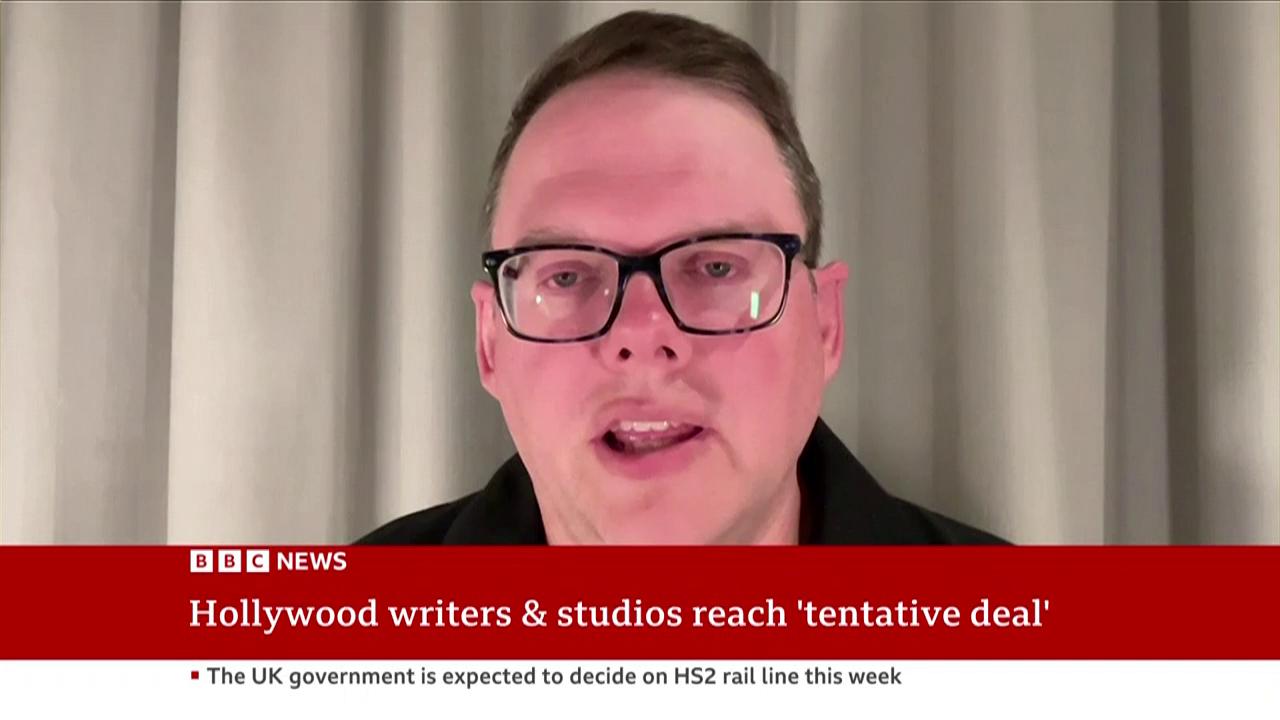 BBC NEWS
Hollywood writers & studios reach 'tentative deal'
The UK government is expected to decide on HS2 rail line this week